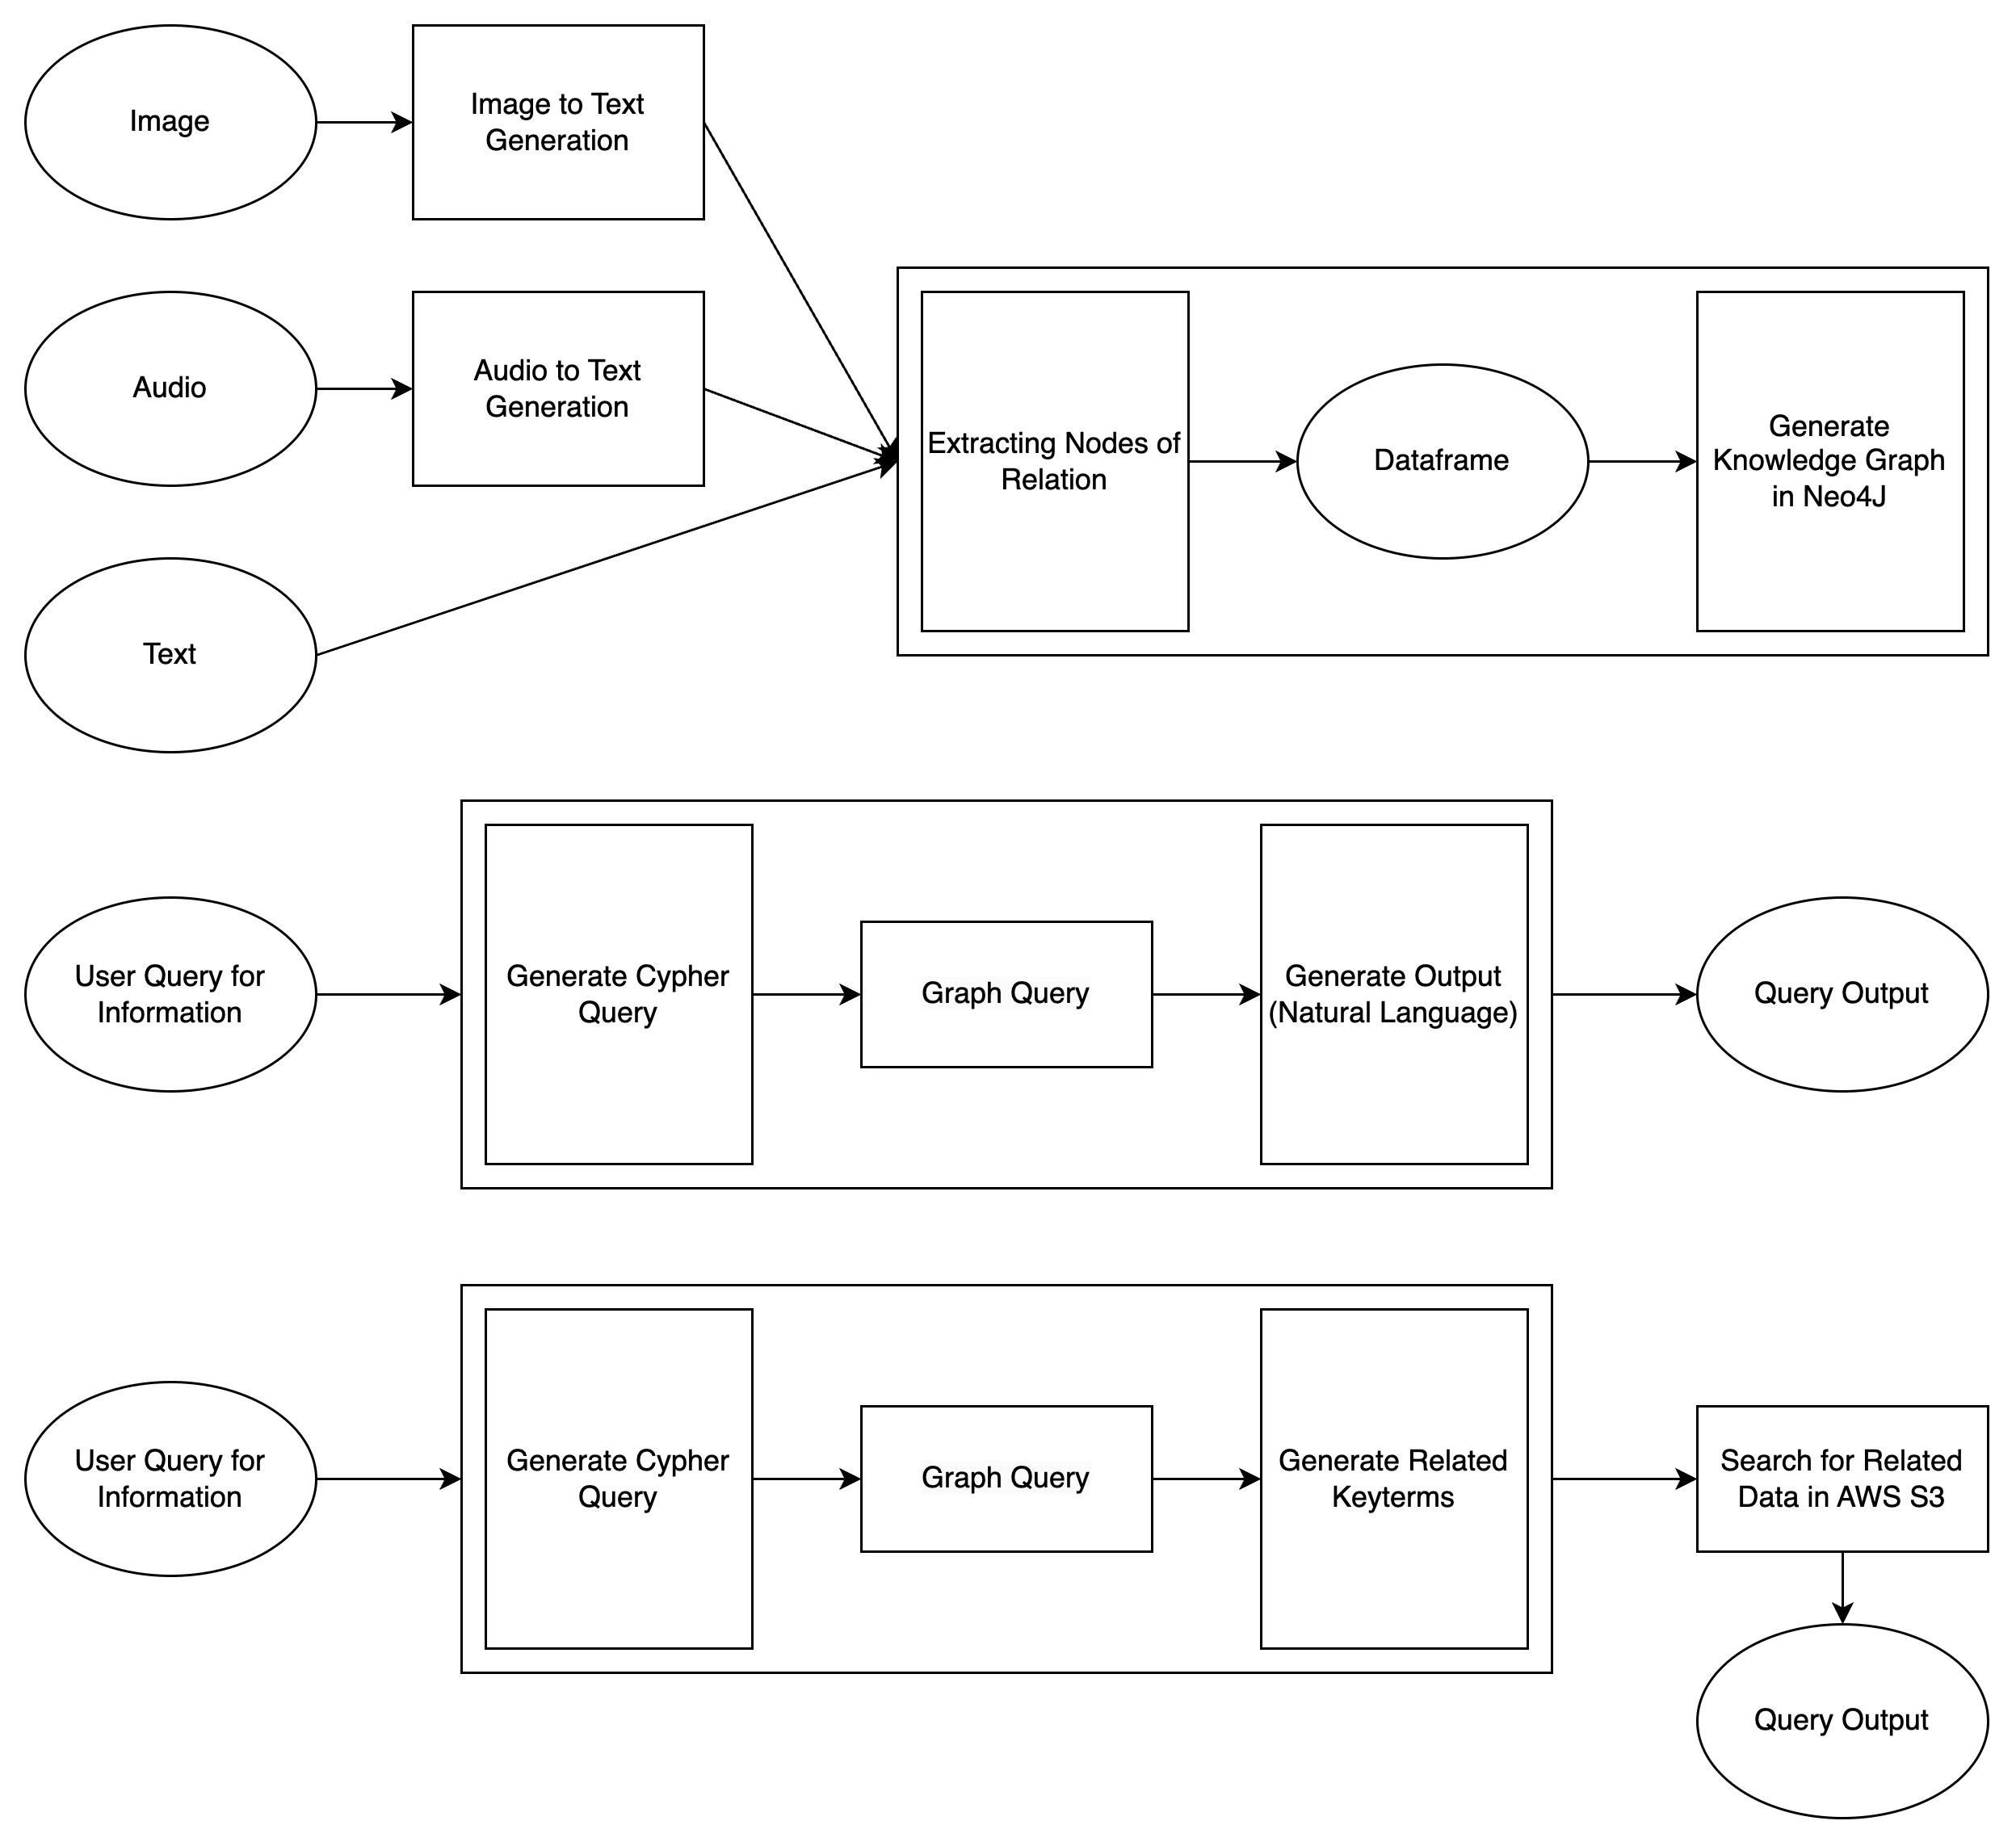 Image
Image to Text
Generation
Audio
Audio to Text
Generation
Text
Extracting Nodes of
Relation
Dataframe
Generate
Knowledge Graph
in Neo4J
User Query for
Information
Generate Cypher
Query
Graph Query
Generate Output
(Natural Language)
Query Output
User Query for
Information
Generate Cypher
Query
Graph Query
Generate Related
Keyterms
Search for Related
Data in AWS S3
Query Output